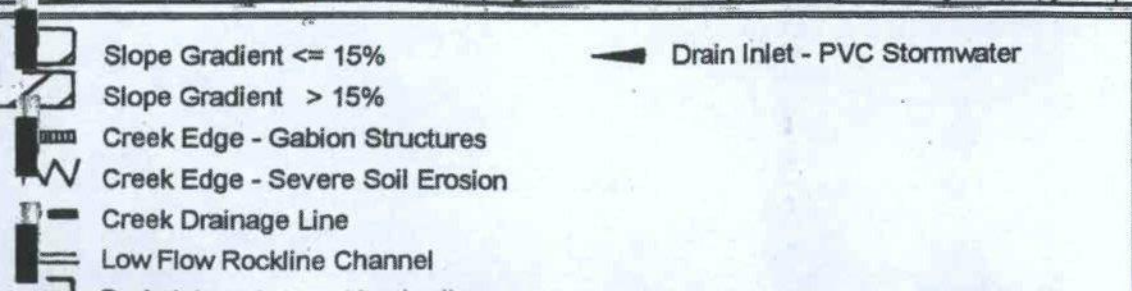 Slope Gradient <= 15%
Slope Gradient > 15%
Creek Edge - Gabion Structures
Creek Edge - Severe Soil Erosion
Creek Drainage Line
Low Flow Rockline Channel
Drain Inlet - PVC Stormwater